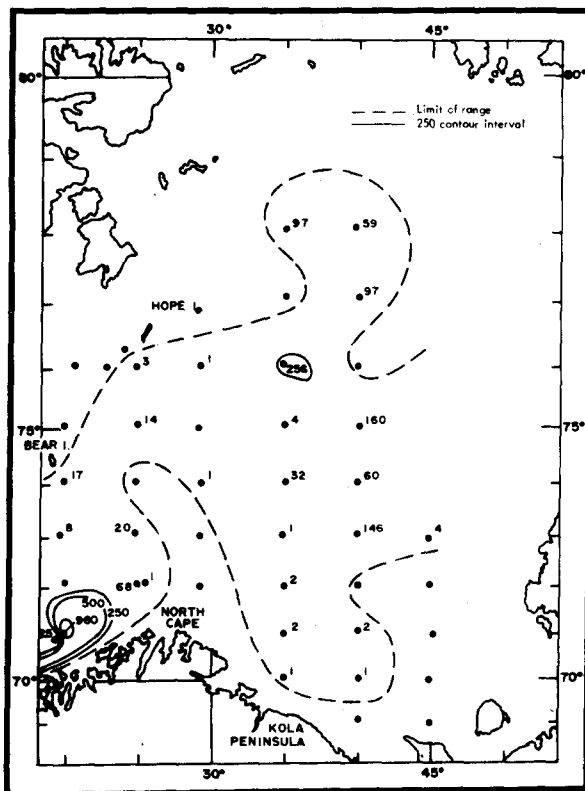 30° 45°
80° 80°
Limit of range
250 contour interval
97 59
97
HOPE I.
3 1 256
14 4 160
75° 75°
BEAR I.
17 1 32 60
8 20 1 146 4
68 1 2
500 250
960
NORTH
CAPE
2 2
70° 1 1 70°
KOLA
PENINSULA
30° 45°